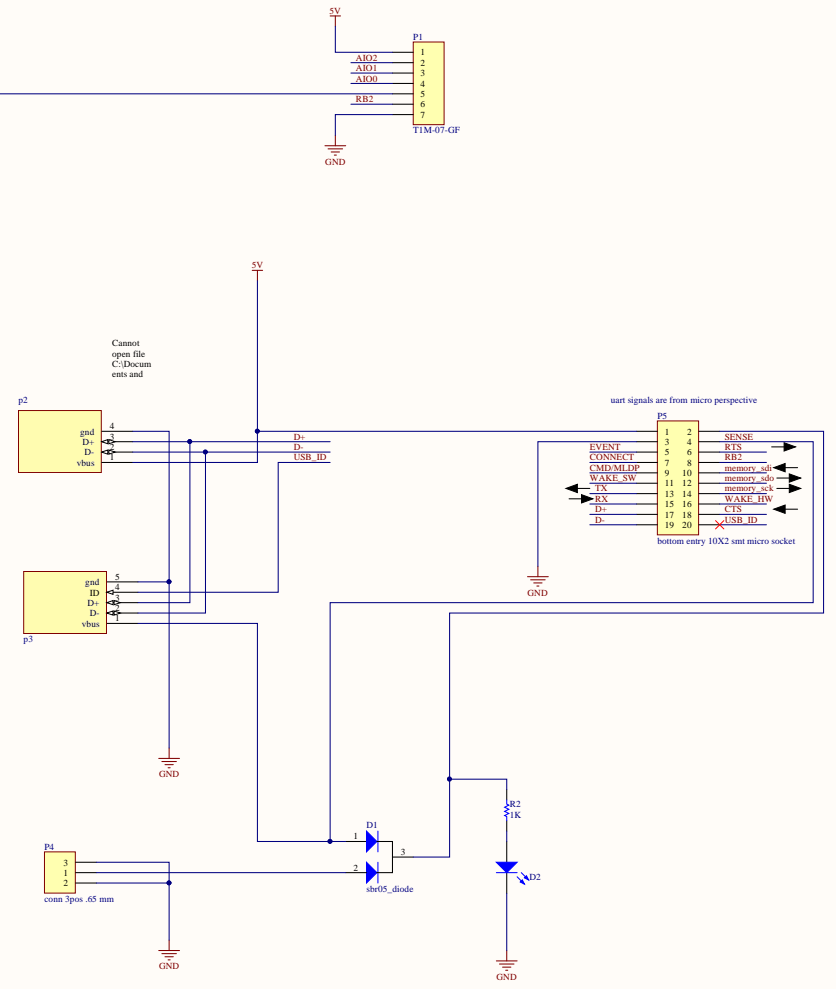 5V
P1
1
AIO2 2
AIO1 3
AIO0 4
5
RB2 6
7
T1M-07-GF
GND
5V
Cannot
open file
C:\Docum
ents and
p2
gnd 4
D+ 3
D- 2
vbus 1
D+
D-
USB_ID
uart signals are from micro perspective
P5
1 2
3 4 SENSE
EVENT 5 6 RTS
CONNECT 7 8 RB2
CMD/MLDP 9 10 memory_sdi
WAKE_SW 11 12 memory_sdo
TX 13 14 memory_sck
RX 15 16 WAKE_HW
D+ 17 18 CTS
D- 19 20 USB_ID
bottom entry 10X2 smt micro socket
GND
gnd 5
ID 4
D+ 3
D- 2
vbus 1
p3
GND
R2
1K
D1
1
3
2
sbr05_diode
D2
P4
3
1
2
conn 3pos .65 mm
GND
GND